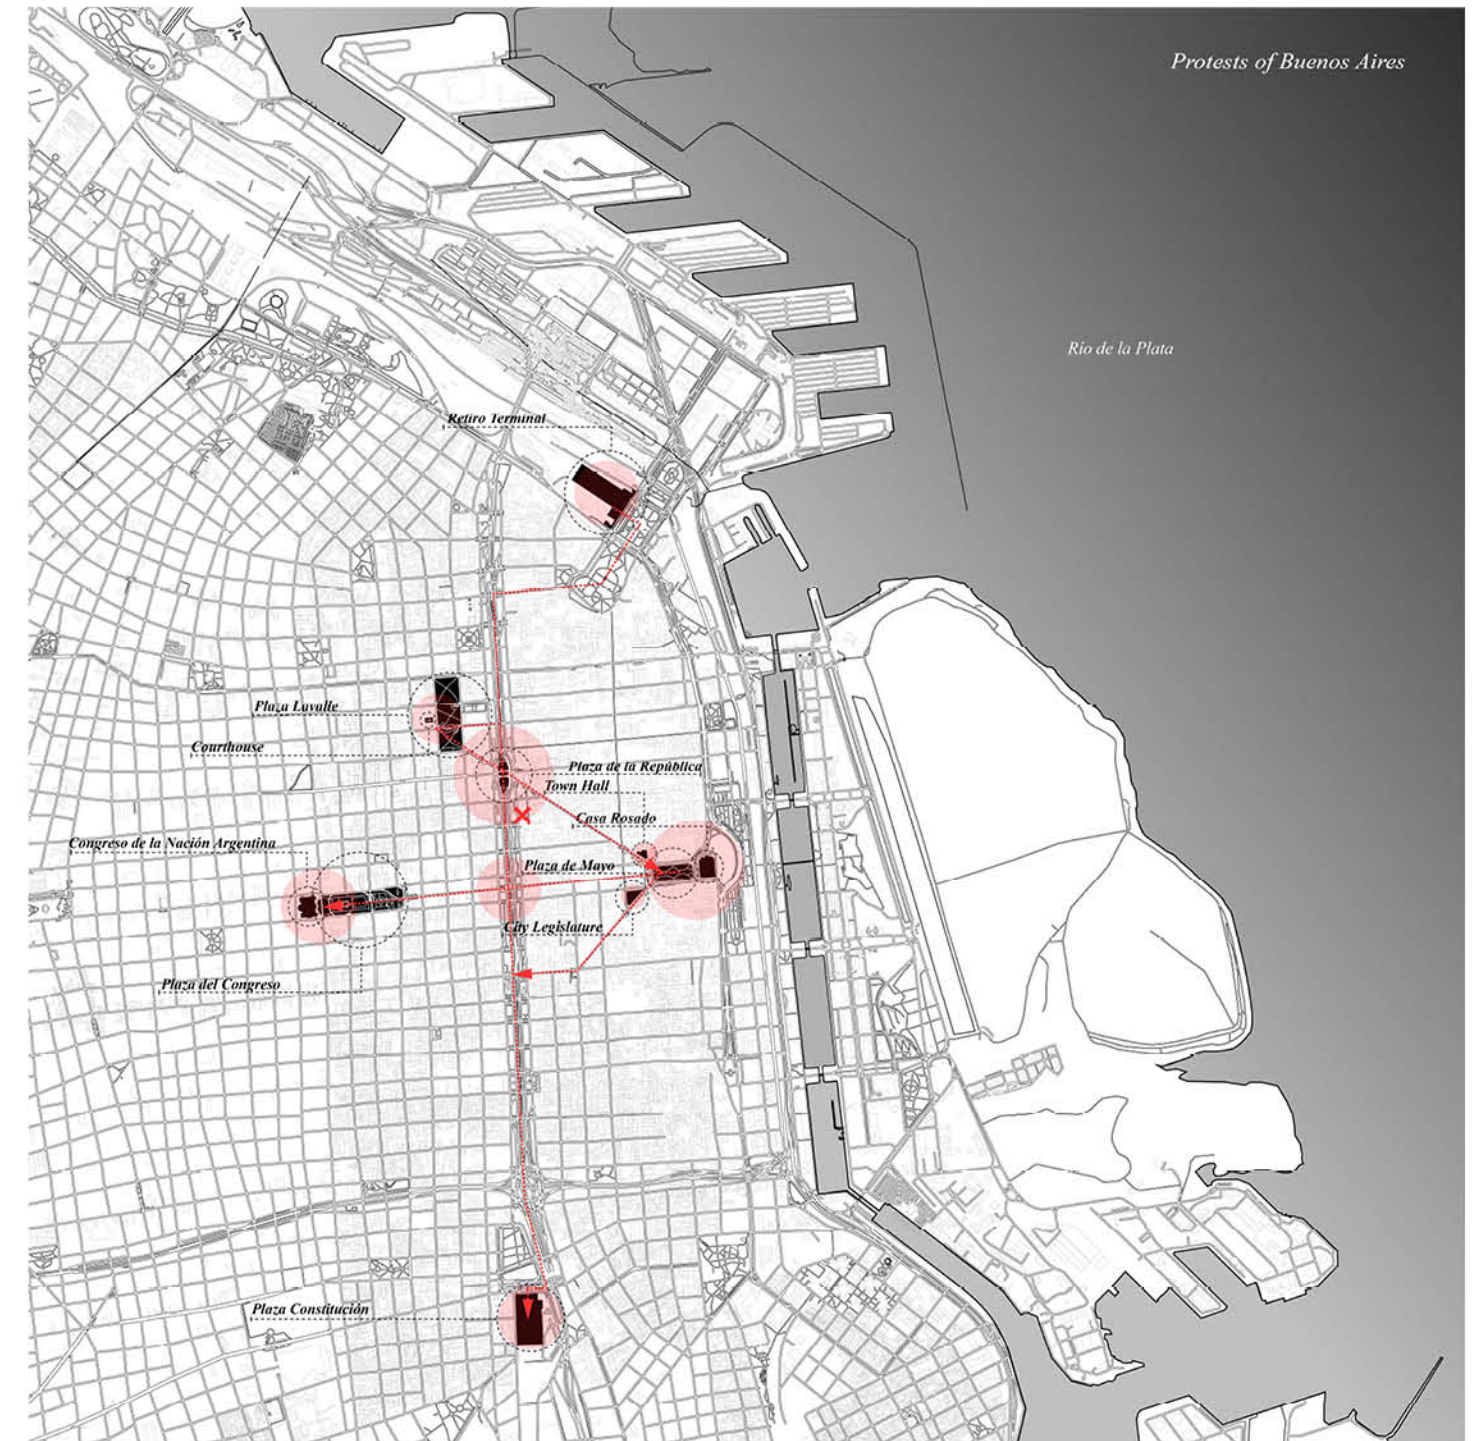 Protests of Buenos Aires
Río de la Plata
Retiro Terminal
Plaza Lavalle
Courthouse
Plaza de la República
Town Hall
Casa Rosado
Congreso de la Nación Argentina
Plaza de Mayo
City Legislature
Plaza del Congreso
Plaza Constitución